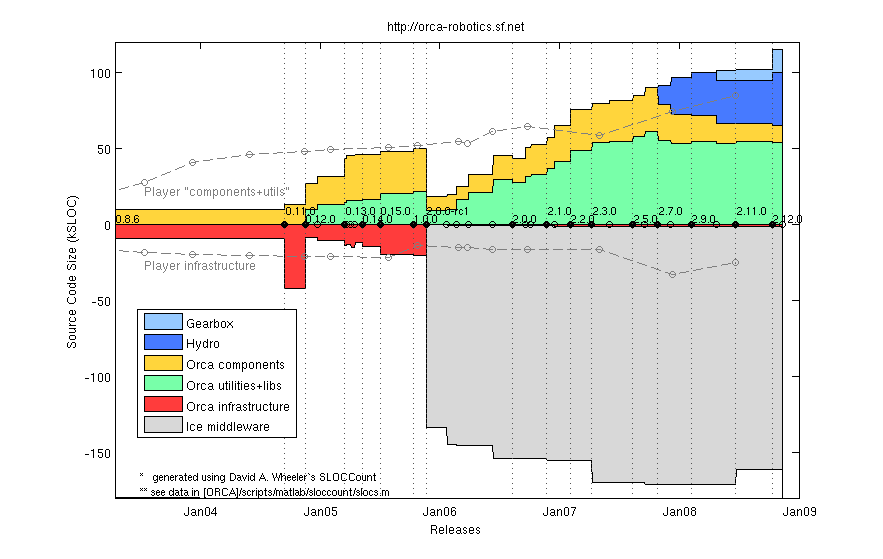 http://orca-robotics.sf.net
100
50
0
-50
-100
-150
Source Code Size (kSLOC)
Player "components+utils"
0.8.6
0.11.0
0.12.0
0.13.0
0.14.0
0.15.0
1.0.0
2.0.0-rc1
2.0.0
2.1.0
2.2.0
2.3.0
2.5.0
2.7.0
2.9.0
2.11.0
2.12.0
Player infrastructure
Gearbox
Hydro
Orca components
Orca utilities+libs
Orca infrastructure
Ice middleware
* generated using David A. Wheeler`s SLOCCount
** see data in [ORCA]/scripts/matlab/sloccount/slocs.m
Jan04
Jan05
Jan06
Jan07
Jan08
Jan09
Releases